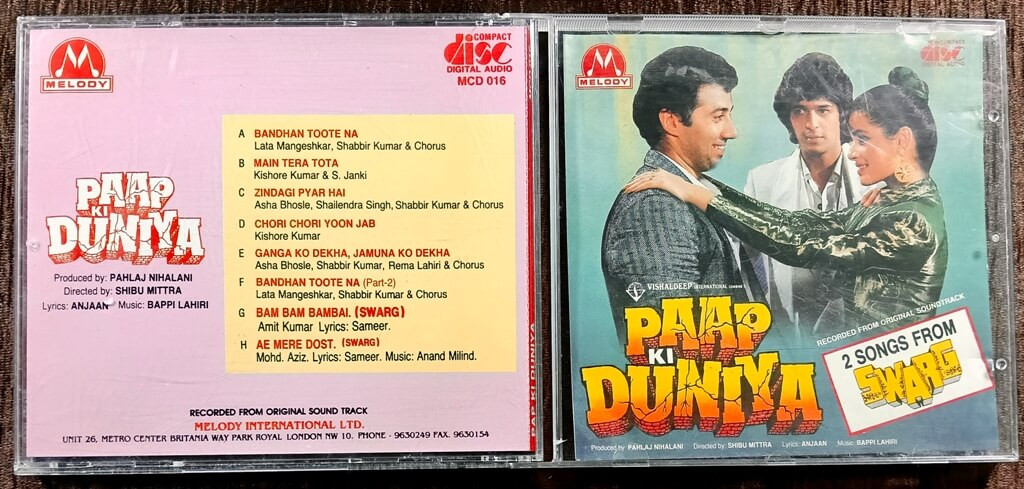 MELODY
COMPACT
disc
DIGITAL AUDIO
MCD 016
A BANDHAN TOOTE NA
Lata Mangeshkar, Shabbir Kumar & Chorus
B MAIN TERA TOTA
Kishore Kumar & S. Janki
C ZINDAGI PYAR HAI
Asha Bhosle, Shailendra Singh, Shabbir Kumar & Chorus
D CHORI CHORI YOON JAB
Kishore Kumar
E GANGA KO DEKHA, JAMUNA KO DEKHA
Asha Bhosle, Shabbir Kumar, Rema Lahiri & Chorus
F BANDHAN TOOTE NA (Part-2)
Lata Mangeshkar, Shabbir Kumar & Chorus
G BAM BAM BAMBAI. (SWARG)
Amit Kumar Lyrics: Sameer.
H AE MERE DOST. (SWARG)
Mohd. Aziz. Lyrics: Sameer. Music: Anand Milind.
PAAP
KI
DUNIYA
Produced by: PAHLAJ NIHALANI
Directed by: SHIBU MITTRA
Lyrics: ANJAAN Music: BAPPI LAHIRI
RECORDED FROM ORIGINAL SOUND TRACK
MELODY INTERNATIONAL LTD.
UNIT 26, METRO CENTER BRITANIA WAY PARK ROYAL LONDON NW 10. PHONE - 9630249 FAX. 9630154
PAAP KI DUNIYA
MELODY
COMPACT
disc
DIGITAL AUDIO
VISHALDEEP INTERNATIONAL
PAAP
KI
DUNIYA
RECORDED FROM ORIGINAL SOUNDTRACK
2 SONGS FROM
SWARG
Produced by: PAHLAJ NIHALANI Directed by: SHIBU MITTRA Lyrics: ANJAAN Music: BAPPI LAHIRI